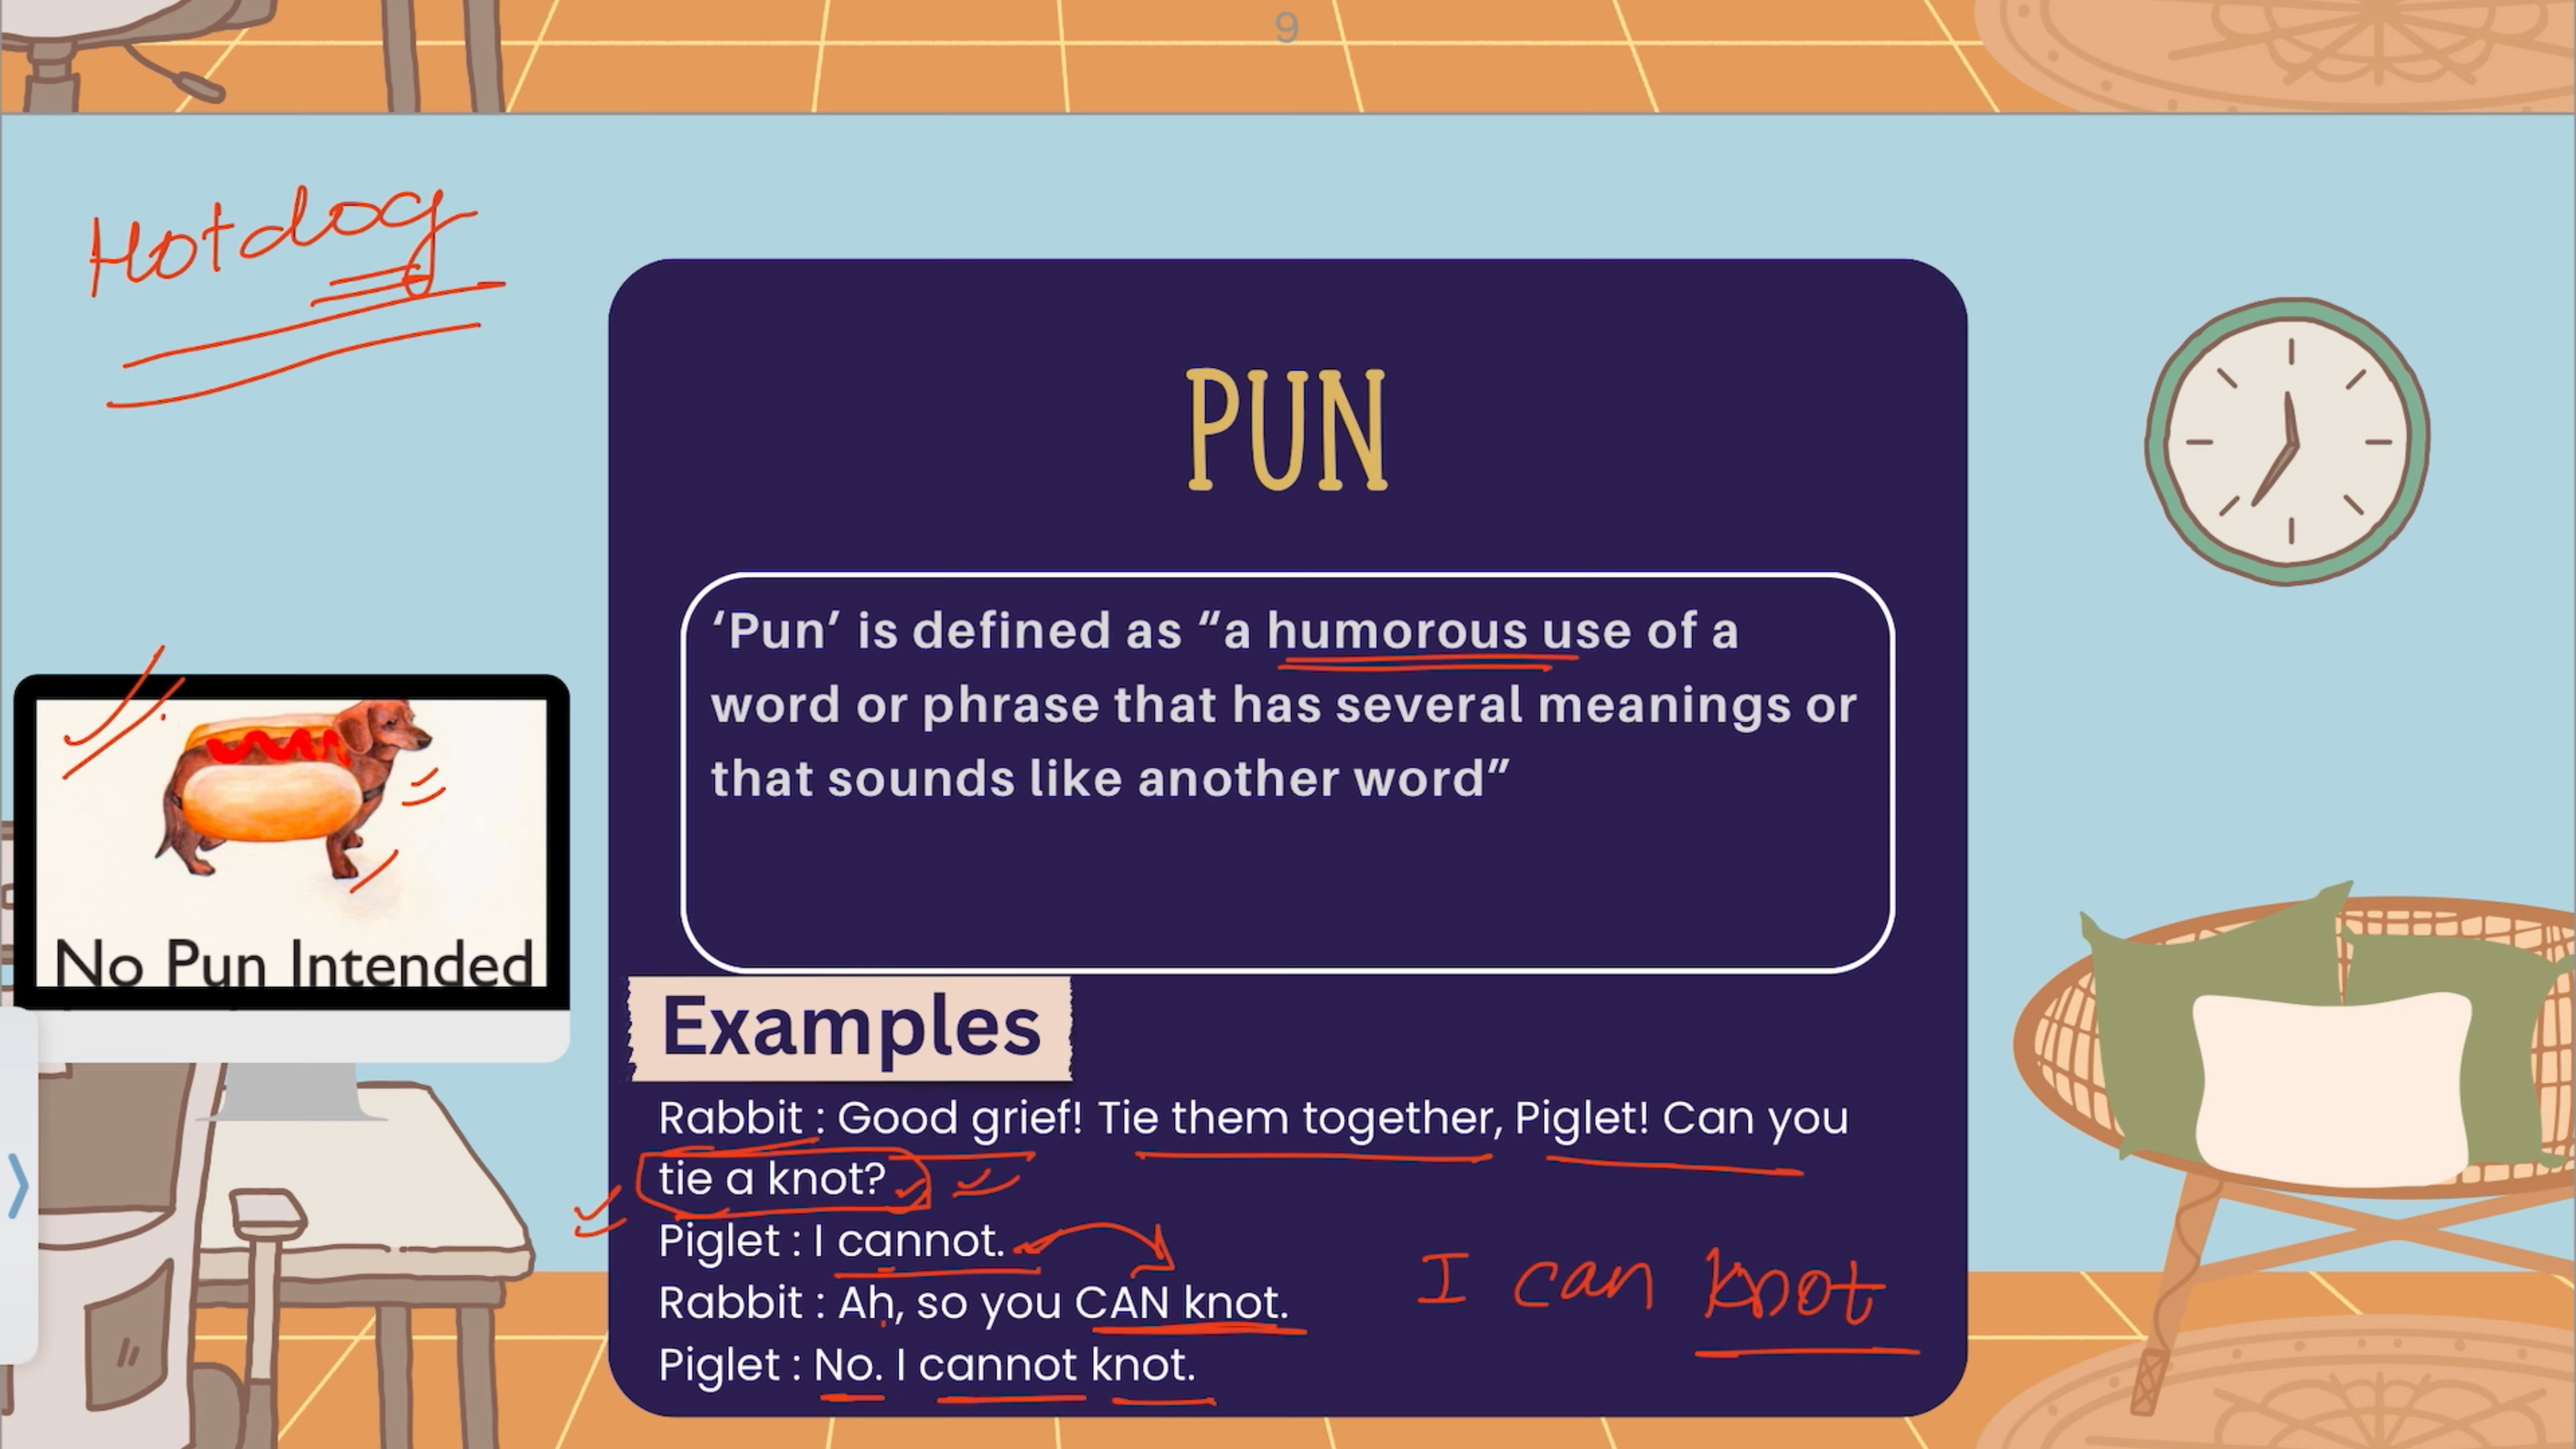 9
Hotdog
PUN
‘Pun’ is defined as “a humorous use of a
word or phrase that has several meanings or
that sounds like another word”
No Pun Intended
Examples
Rabbit : Good grief! Tie them together, Piglet! Can you
tie a knot?
Piglet : I cannot.
Rabbit : Ah, so you CAN knot.
Piglet : No. I cannot knot.
I can knot